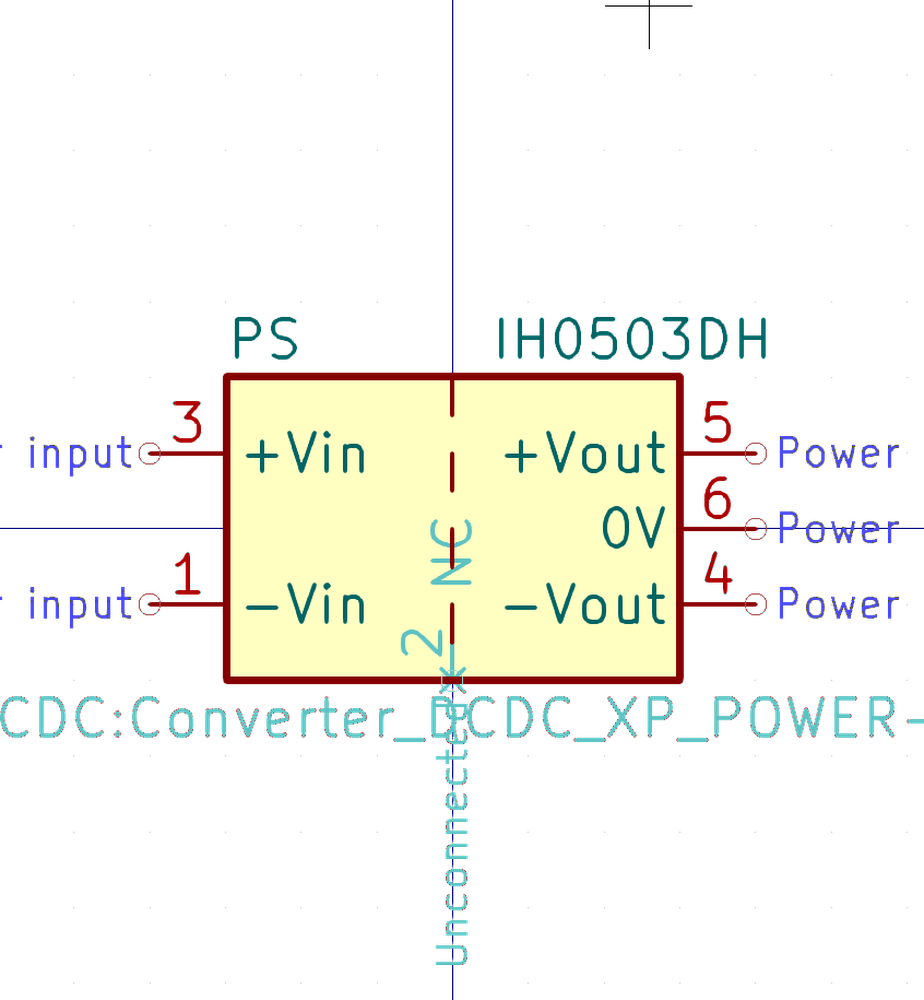 PS
IH0503DH
3
5
input
+Vin
+Vout
Power
6
NC
0V
Power
1
4
input
-Vin
-Vout
Power
2
CDC:Converter_DCDC_XP_POWER-
Unconnected